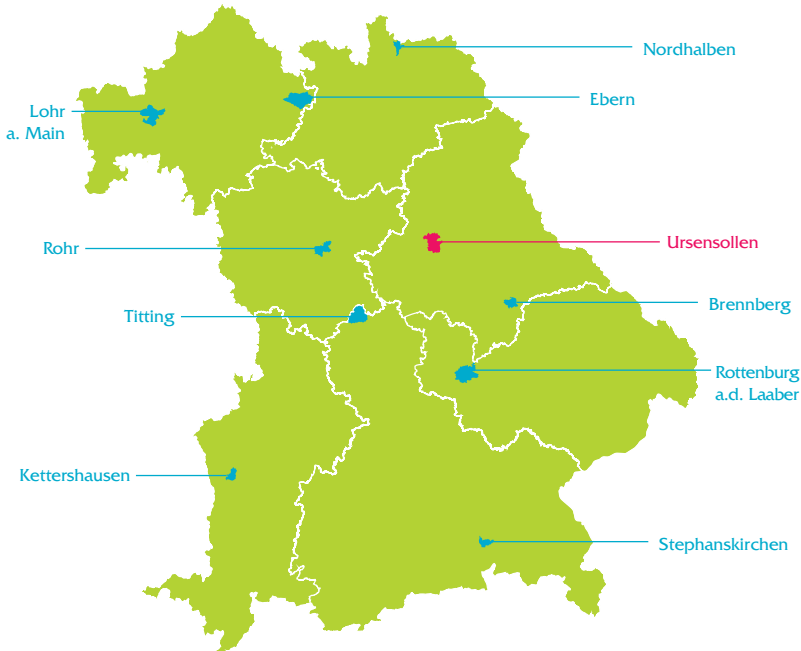 Nordhalben
Ebern
Lohr
a. Main
Rohr
Ursensollen
Titting
Brennberg
Rottenburg
a.d. Laaber
Kettershausen
Stephanskirchen